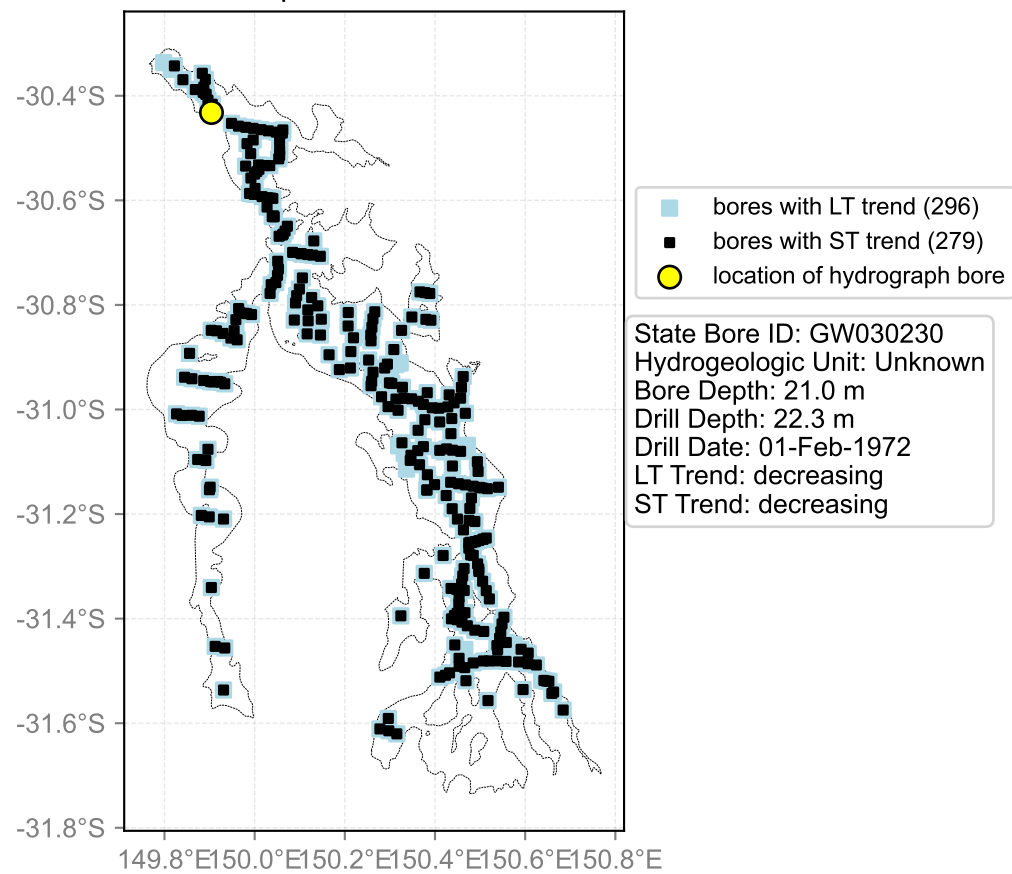 -30.4°S
-30.6°S
-30.8°S
-31.0°S
-31.2°S
-31.4°S
-31.6°S
-31.8°S
149.8°E150.0°E150.2°E150.4°E150.6°E150.8°E
bores with LT trend (296)
bores with ST trend (279)
location of hydrograph bore
State Bore ID: GW030230
Hydrogeologic Unit: Unknown
Bore Depth: 21.0 m
Drill Depth: 22.3 m
Drill Date: 01-Feb-1972
LT Trend: decreasing
ST Trend: decreasing